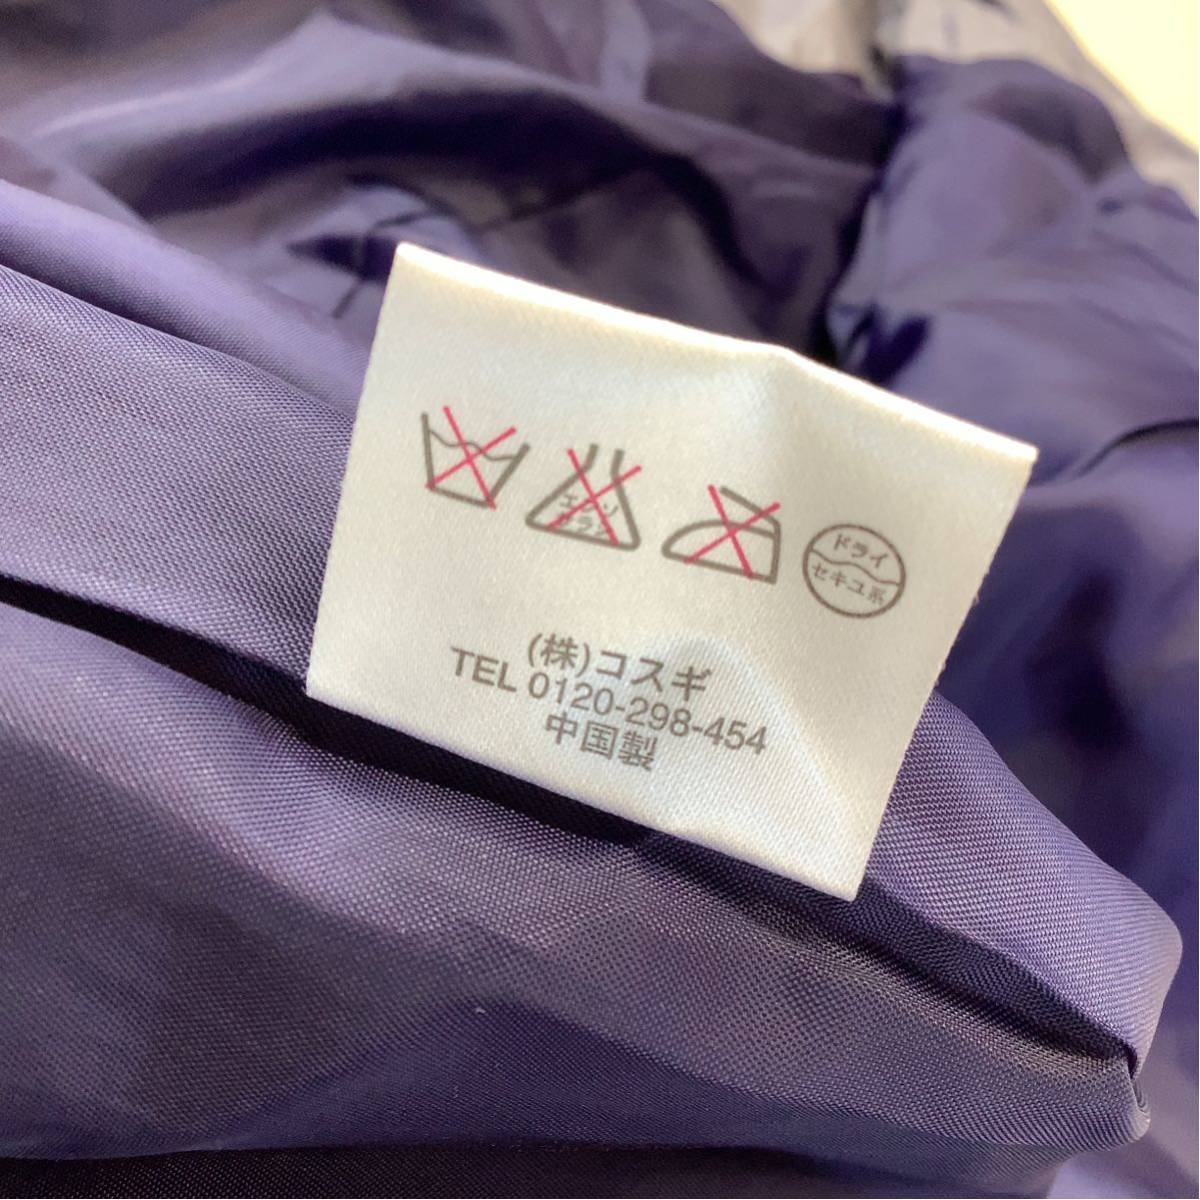 エンソ
サラシ
ドライ
セキユ系
(株)コスギ
TEL 0120-298-454
中国製